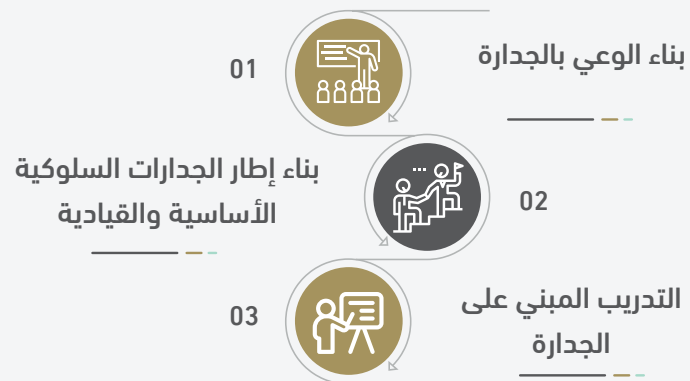 01
بناء الوعي بالجدارة
بناء إطار الجدارات السلوكية
الأساسية والقيادية
02
03
التدريب المبني على
الجدارة